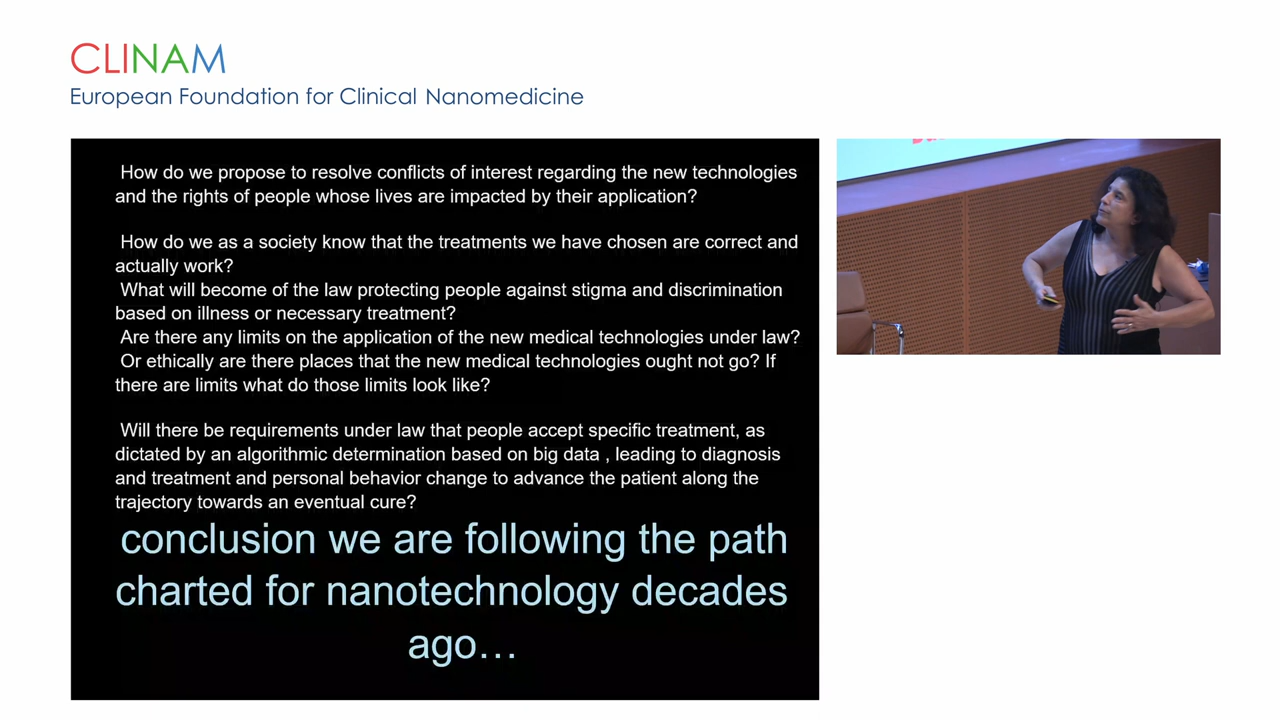 CLINAM
European Foundation for Clinical Nanomedicine
How do we propose to resolve conflicts of interest regarding the new technologies
and the rights of people whose lives are impacted by their application?
How do we as a society know that the treatments we have chosen are correct and
actually work?
What will become of the law protecting people against stigma and discrimination
based on illness or necessary treatment?
Are there any limits on the application of the new medical technologies under law?
Or ethically are there places that the new medical technologies ought not go? If
there are limits what do those limits look like?
Will there be requirements under law that people accept specific treatment, as
dictated by an algorithmic determination based on big data , leading to diagnosis
and treatment and personal behavior change to advance the patient along the
trajectory towards an eventual cure?
conclusion we are following the path
charted for nanotechnology decades
ago…